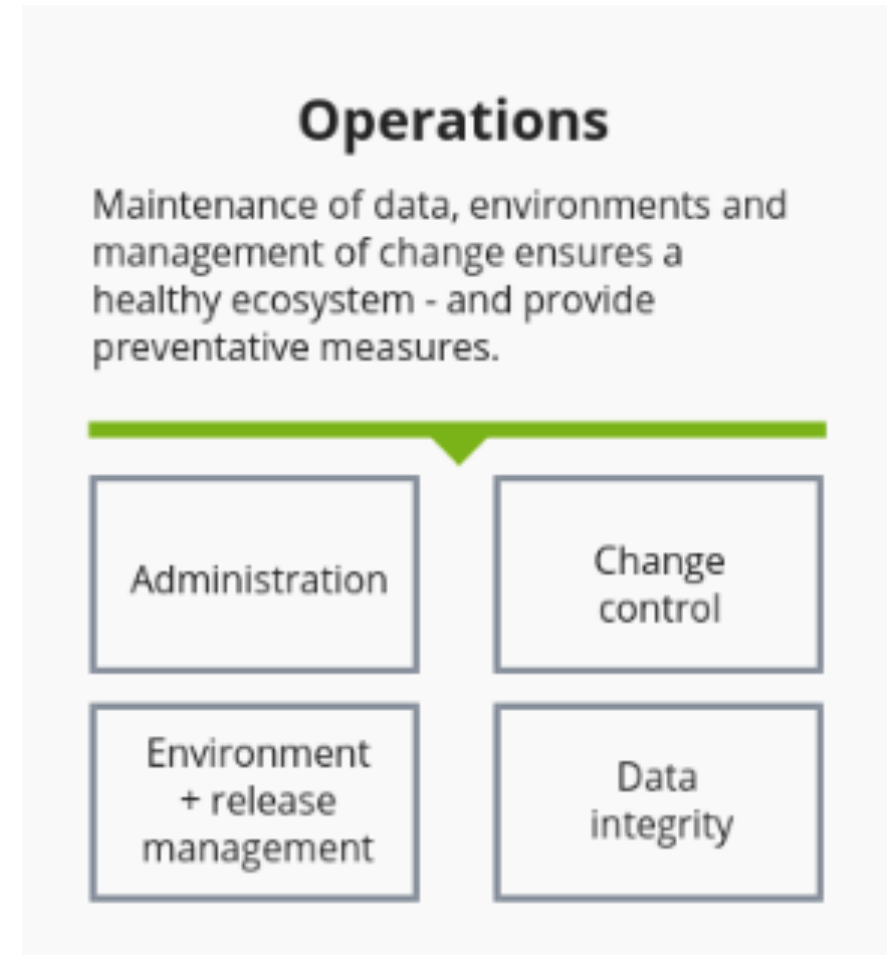 Operations
Maintenance of data, environments and
management of change ensures a
healthy ecosystem - and provide
preventative measures.
Administration
Change
control
Environment
+ release
management
Data
integrity